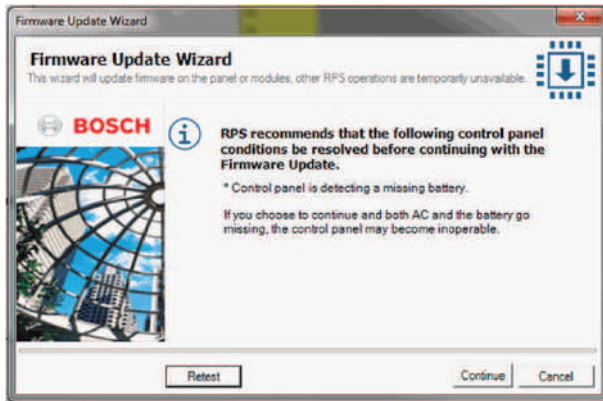 Firmware Update Wizard
Firmware Update Wizard
This wizard will update firmware on the panel or modules, other RPS operations are temporarily unavailable.
BOSCH
RPS recommends that the following control panel
conditions be resolved before continuing with the
Firmware Update.
* Control panel is detecting a missing battery.
If you choose to continue and both AC and the battery go
missing, the control panel may become inoperable.
Retest
Continue
Cancel